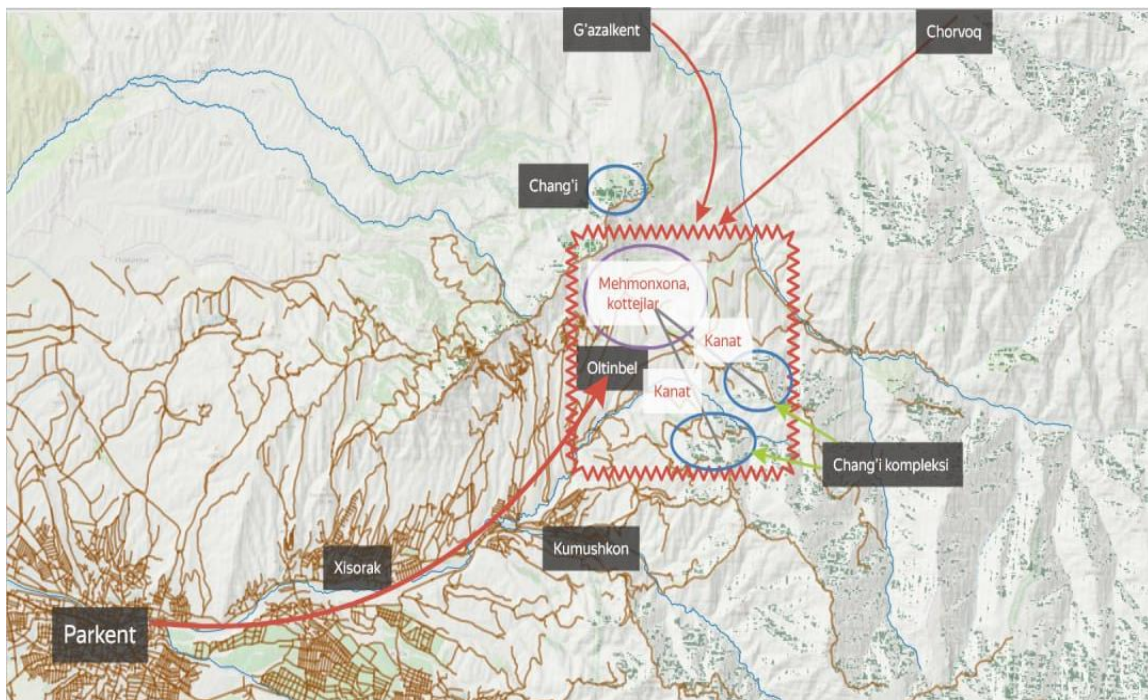 G'azalkent
Chorvoq
Chang'i
Mehmonxona,
kottejlar
Kanat
Oltinbel
Kanat
Chang'i kompleksi
Kumushkon
Xisorak
Parkent